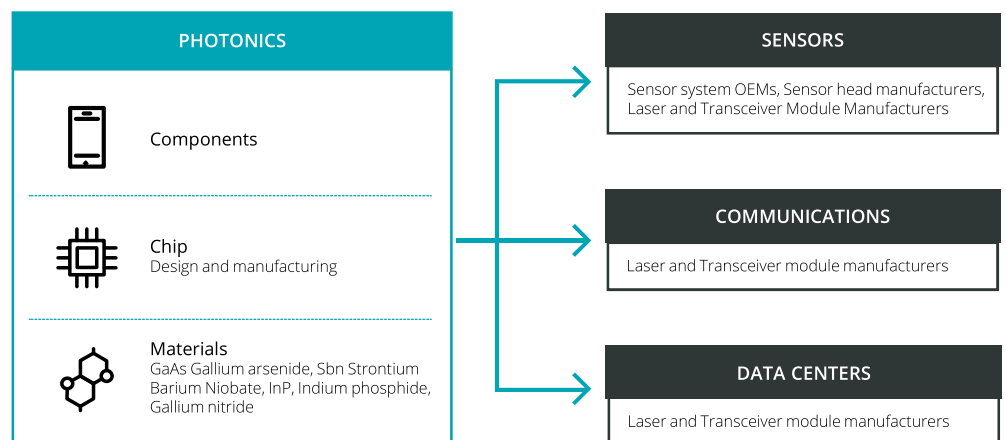 PHOTONICS
Components
Chip
Design and manufacturing
Materials
GaAs Gallium arsenide, Sbn Strontium
Barium Niobate, InP, Indium phosphide,
Gallium nitride
SENSORS
Sensor system OEMs, Sensor head manufacturers,
Laser and Transceiver Module Manufacturers
COMMUNICATIONS
Laser and Transceiver module manufacturers
DATA CENTERS
Laser and Transceiver module manufacturers